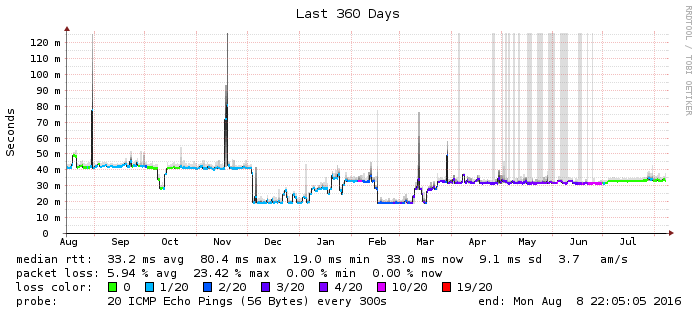 Last 360 Days
RRDTOOL / TOBI OETIKER
Seconds
120 m
110 m
100 m
90 m
80 m
70 m
60 m
50 m
40 m
30 m
20 m
10 m
0
Aug Sep Oct Nov Dec Jan Feb Mar Apr May Jun Jul
median rtt: 33.2 ms avg 80.4 ms max 19.0 ms min 33.0 ms now 9.1 ms sd 3.7 am/s
packet loss: 5.94 % avg 23.42 % max 0.00 % min 0.00 % now
loss color: 0 1/20 2/20 3/20 4/20 10/20 19/20
probe: 20 ICMP Echo Pings (56 Bytes) every 300s end: Mon Aug 8 22:05:05 2016